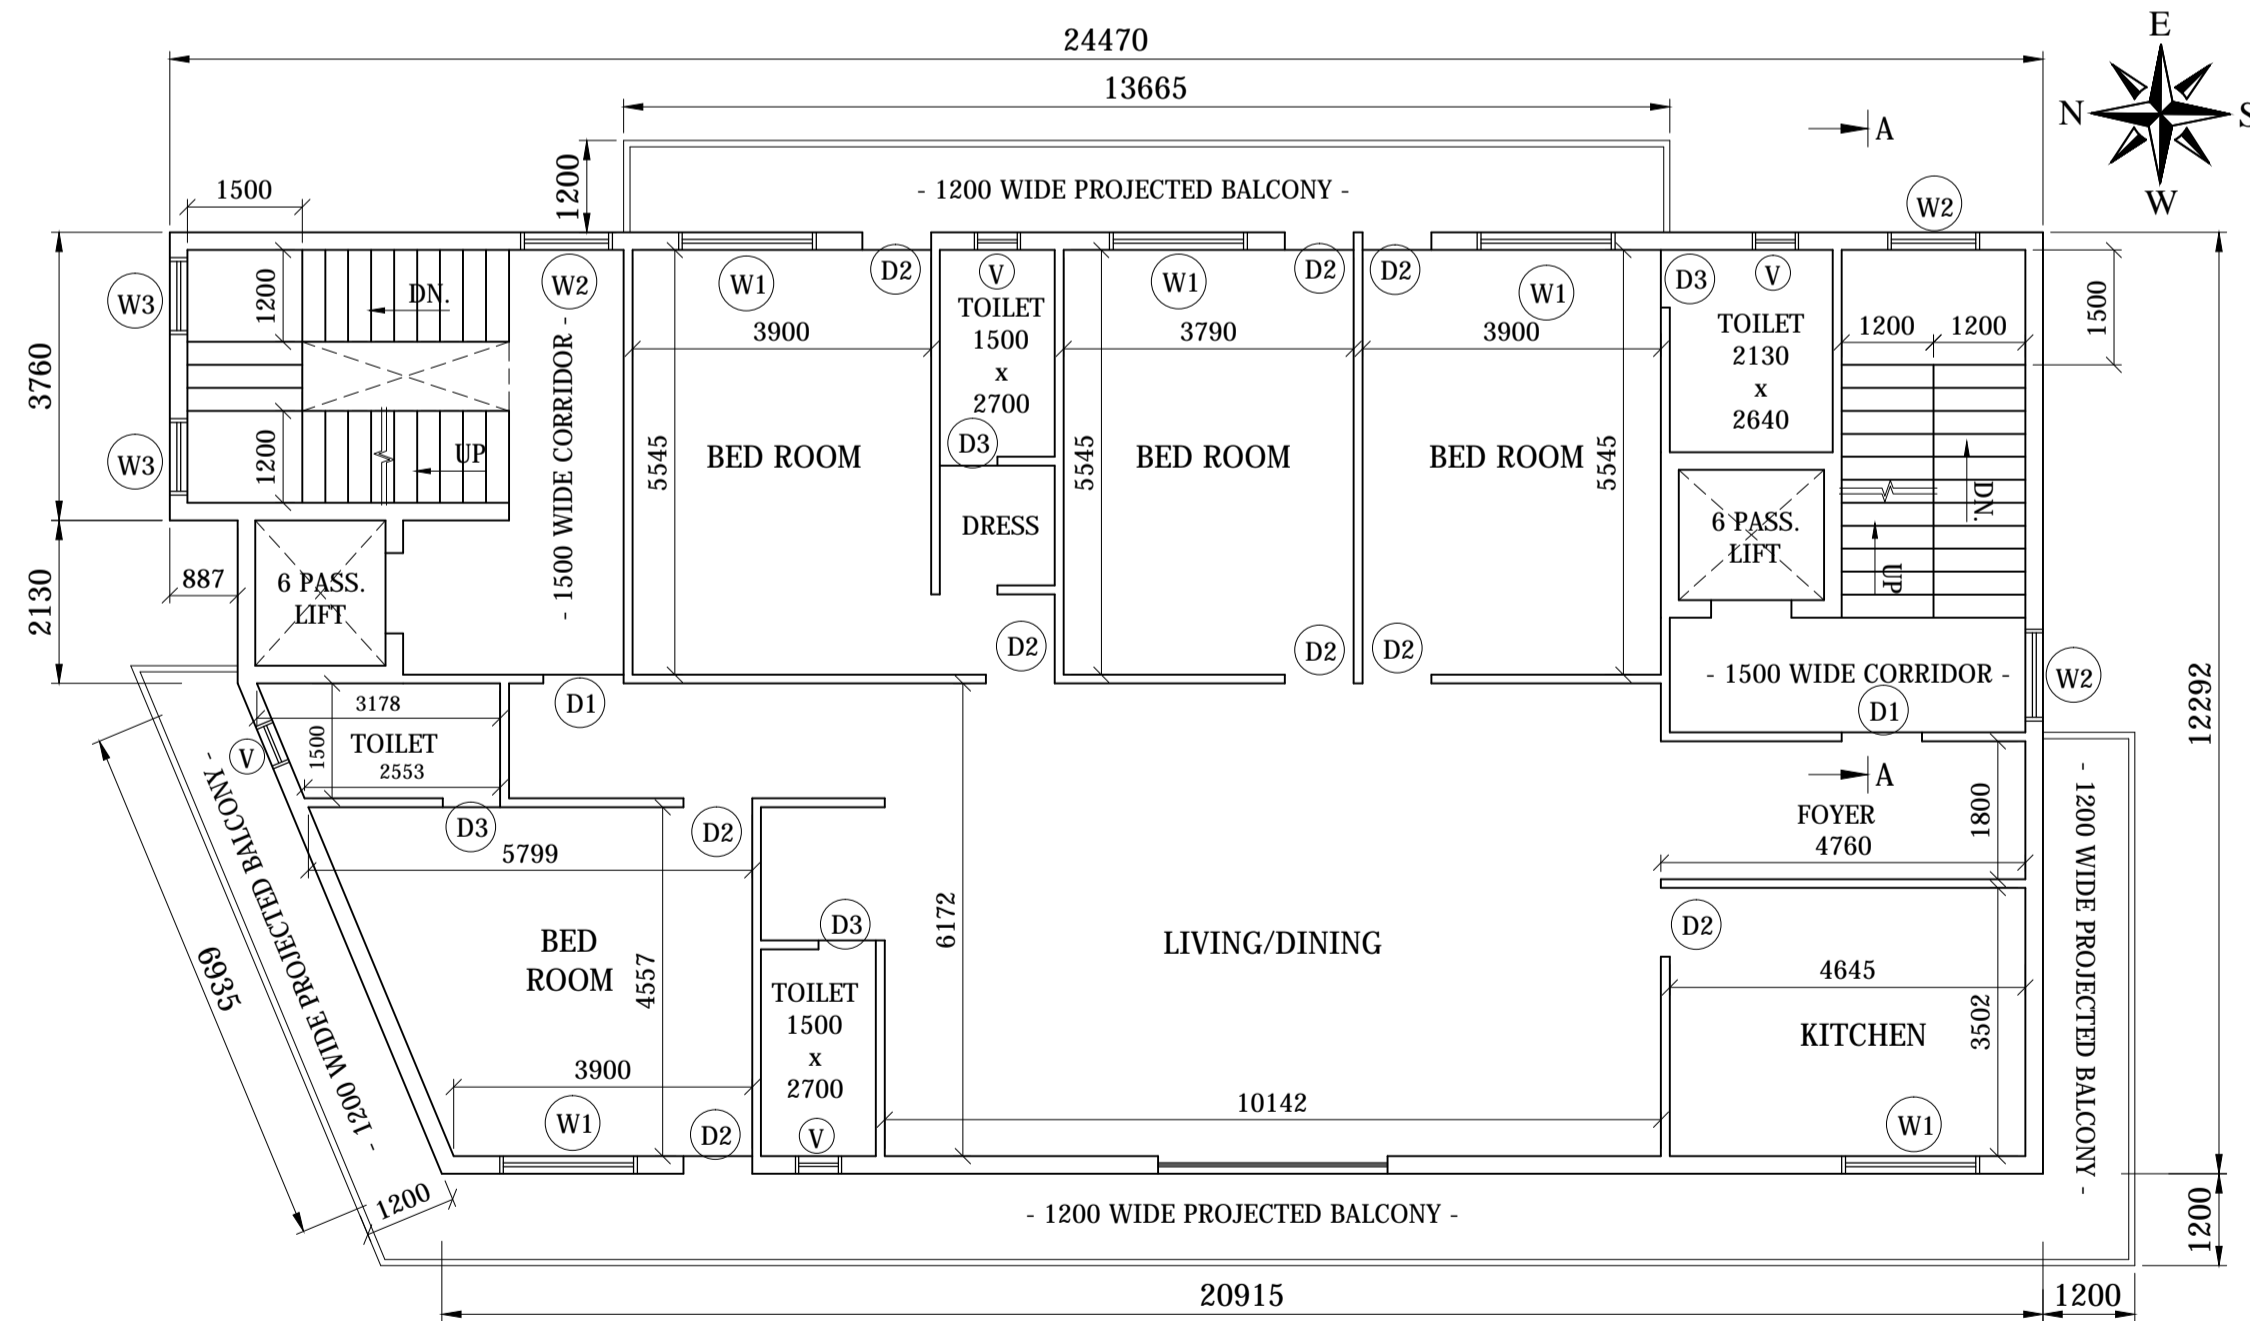 24470
13665
E
N
S
W
A
1200
- 1200 WIDE PROJECTED BALCONY -
1500
W2
3760
1200
DN.
W3
W2
W1
D2
V
TOILET
1500
x
2700
W1
D2
D2
W1
D3
V
TOILET
2130
x
2640
1200
1200
1500
3900
3790
3900
- 1500 WIDE CORRIDOR -
W3
1200
UP
5545
BED ROOM
D3
5545
BED ROOM
BED ROOM
5545
DRESS
6 PASS.
LIFT
DN.
UP
2130
887
6 PASS.
LIFT
D2
D2
D2
- 1500 WIDE CORRIDOR -
W2
12292
D1
D1
3178
1500
TOILET
2553
V
A
FOYER
4760
1800
D3
D2
5799
- 1200 WIDE PROJECTED BALCONY -
6935
BED
ROOM
4557
D3
6172
LIVING/DINING
D2
4645
KITCHEN
3502
- 1200 WIDE PROJECTED BALCONY -
TOILET
1500
x
2700
3900
W1
D2
V
10142
W1
1200
- 1200 WIDE PROJECTED BALCONY -
1200
20915
1200